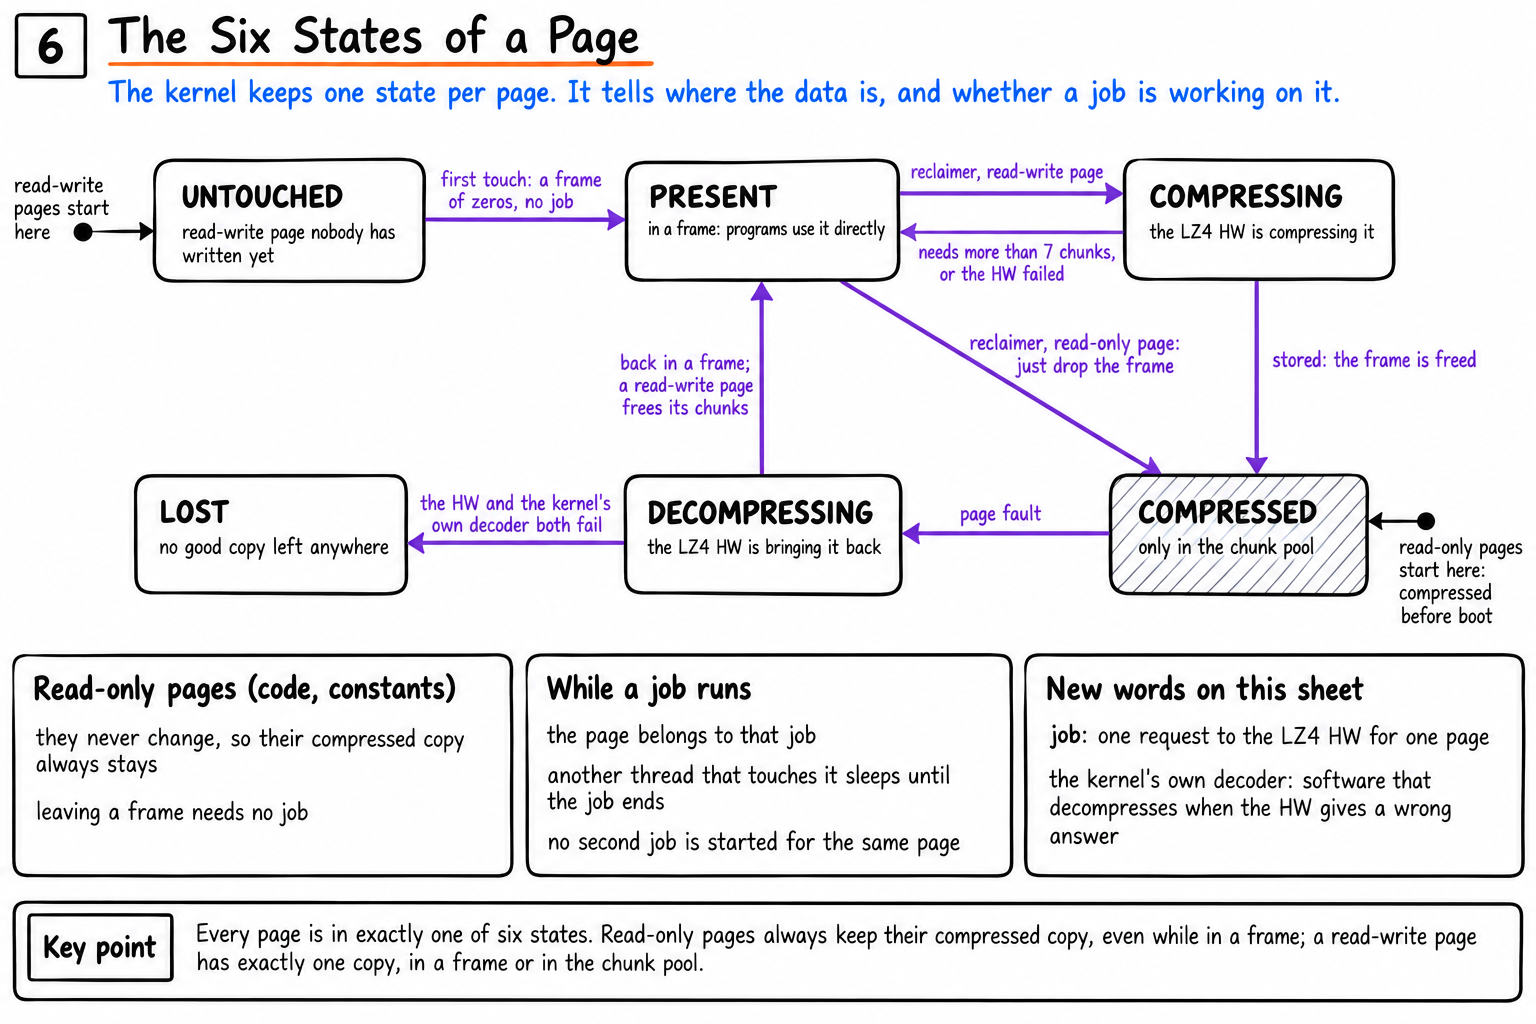 6
The Six States of a Page
The kernel keeps one state per page. It tells where the data is, and whether a job is working on it.
read-write
pages start
here
UNTOUCHED
read-write page nobody has
written yet
first touch: a frame
of zeros, no job
PRESENT
in a frame: programs use it directly
reclaimer, read-write page
needs more than 7 chunks,
or the HW failed
COMPRESSING
the LZ4 HW is compressing it
back in a frame;
a read-write page
frees its chunks
reclaimer, read-only page:
just drop the frame
stored: the frame is freed
LOST
no good copy left anywhere
the HW and the kernel's
own decoder both fail
DECOMPRESSING
the LZ4 HW is bringing it back
page fault
COMPRESSED
only in the chunk pool
read-only pages
start here:
compressed
before boot
Read-only pages (code, constants)
they never change, so their compressed copy
always stays
leaving a frame needs no job
While a job runs
the page belongs to that job
another thread that touches it sleeps until
the job ends
no second job is started for the same page
New words on this sheet
job: one request to the LZ4 HW for one page
the kernel's own decoder: software that
decompresses when the HW gives a wrong
answer
Key point
Every page is in exactly one of six states. Read-only pages always keep their compressed copy, even while in a frame; a read-write page
has exactly one copy, in a frame or in the chunk pool.